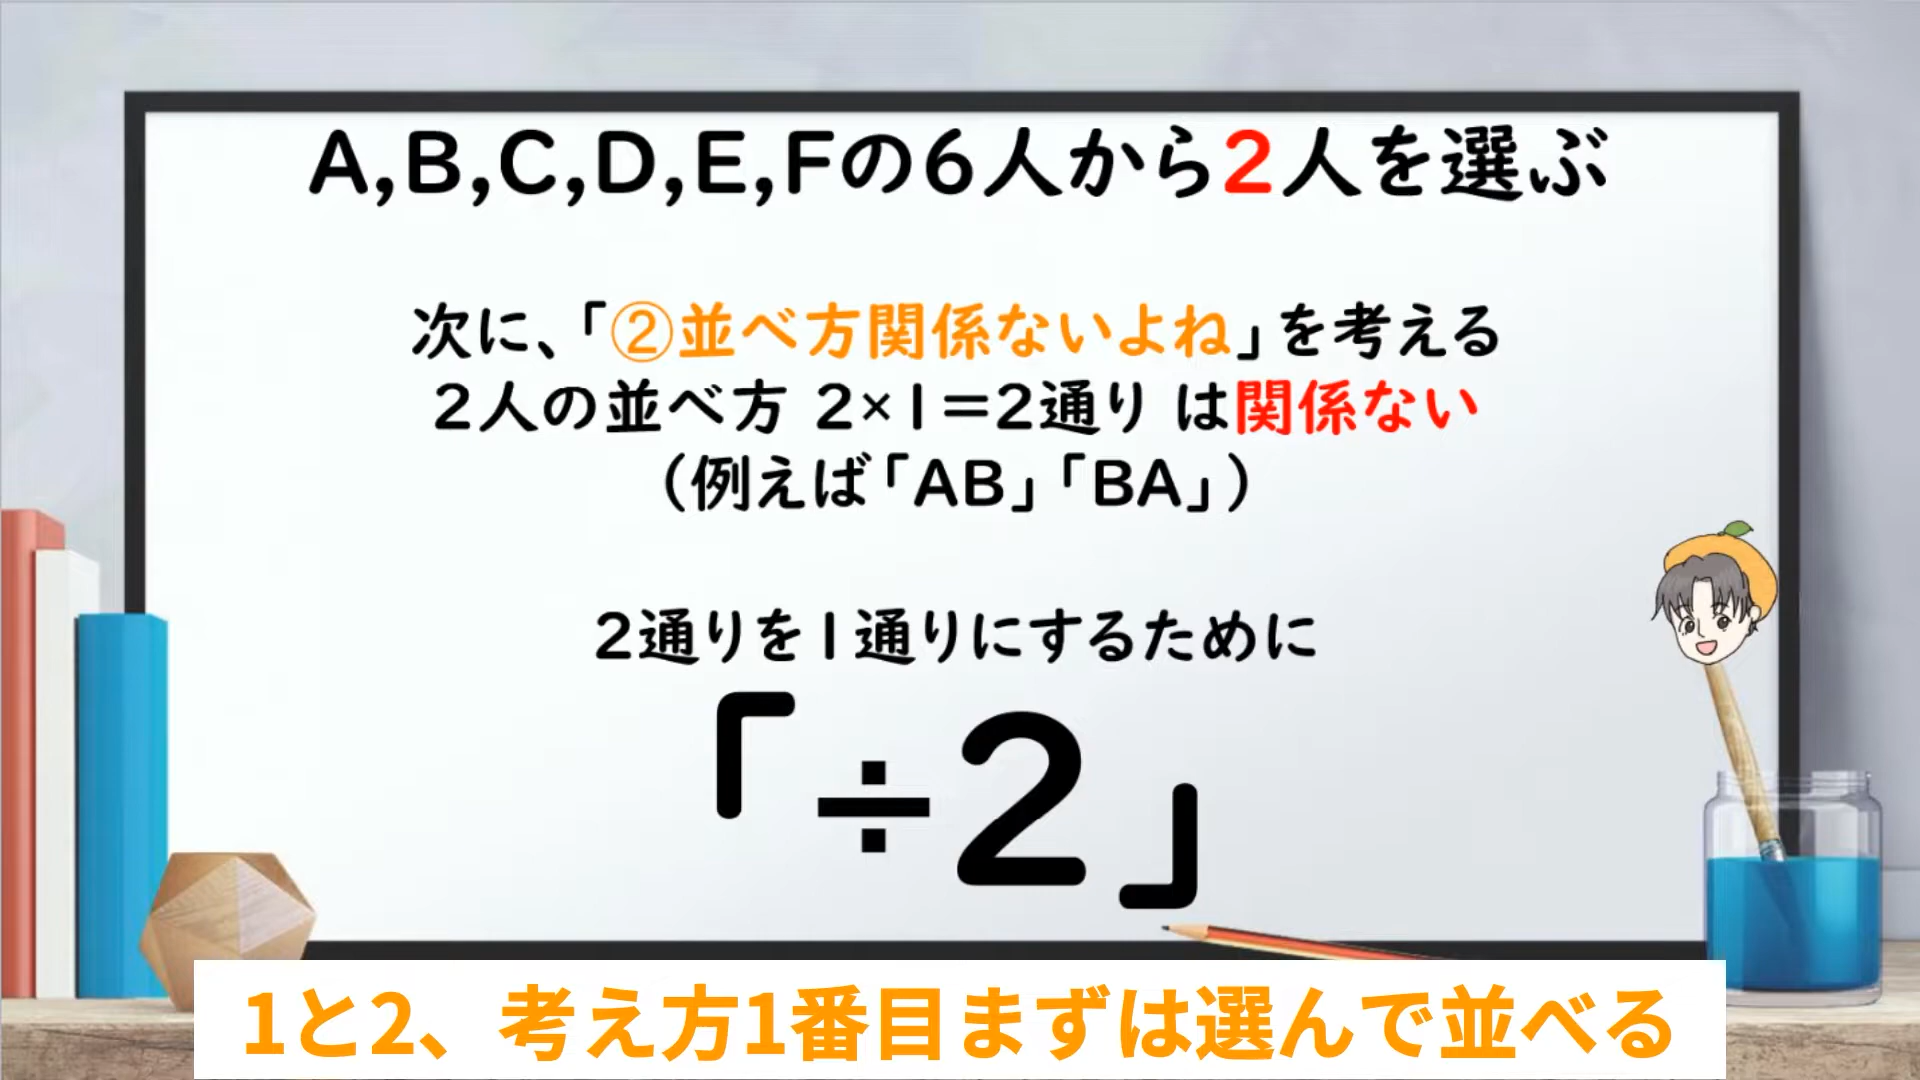 A,B,C,D,E,Fの6人から2人を選ぶ
次に、「②並べ方関係ないよね」を考える
2人の並べ方 2×1=2通り は関係ない
(例えば「AB」「BA」)
2通りを1通りにするために
「÷2」
1と2、考え方1番目まずは選んで並べる